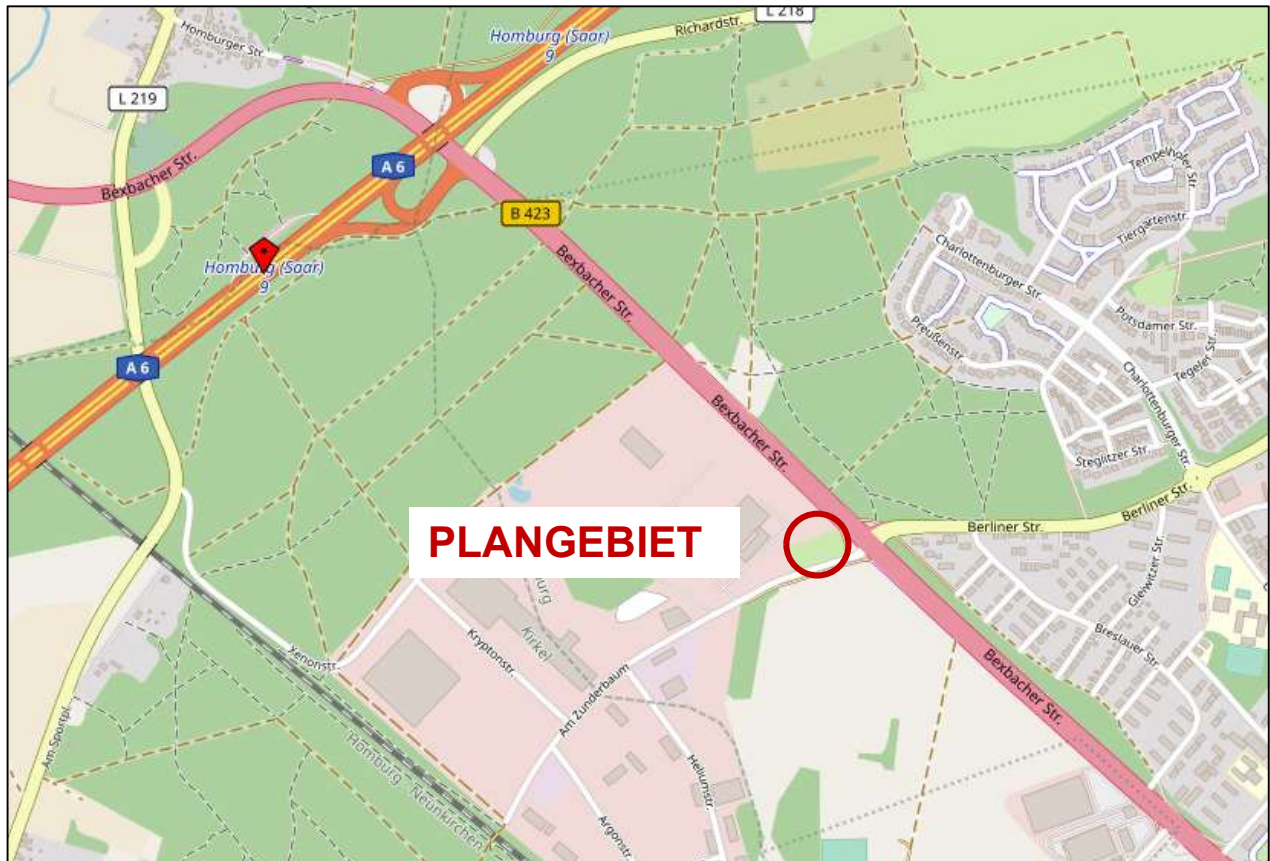 L 218
Richardstr.
Homburger Str.
Homburg (Saar)
9
L 219
A 6
Bexbacher Str.
B 423
Tempelhofer Str.
Tiergartenstr.
Charlottenburger Str.
Homburg (Saar)
9
Bexbacher Str.
Potsdamer Str.
Preußenstr.
Tegeler Str.
A 6
Charlottenburger Str.
Bexbacher Str.
Steglitzer Str.
Berliner Str.
Berliner Str.
PLANGEBIET
Gleiwitzer Str.
Kirkel
Breslauer Str.
Kryptonstr.
Xenonstr.
Am Zunderbaum
Bexbacher Str.
Am Sportpl.
Homburg - Neunkirchen
Heliumstr.
Argonstr.